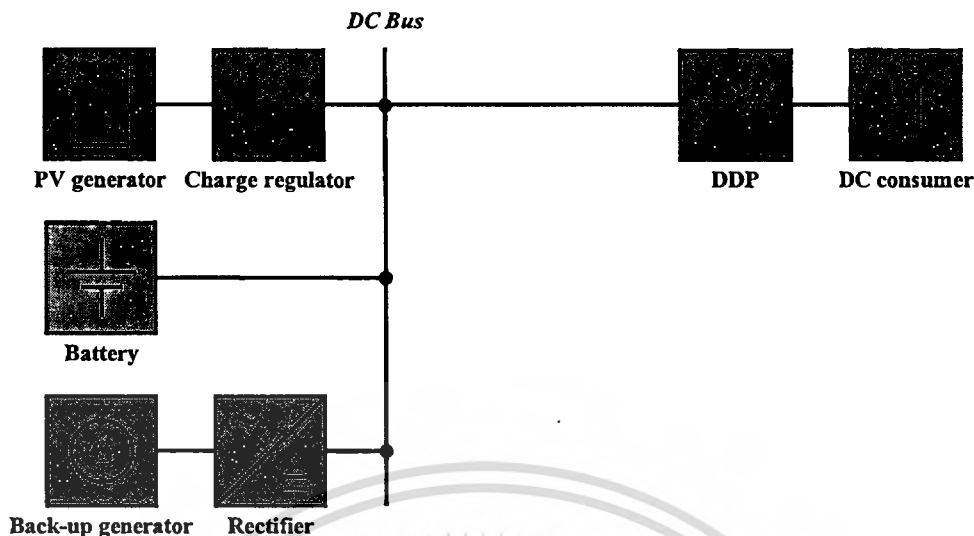 DC Bus
PV generator
Charge regulator
DDP
DC consumer
Battery
Back-up generator
Rectifier